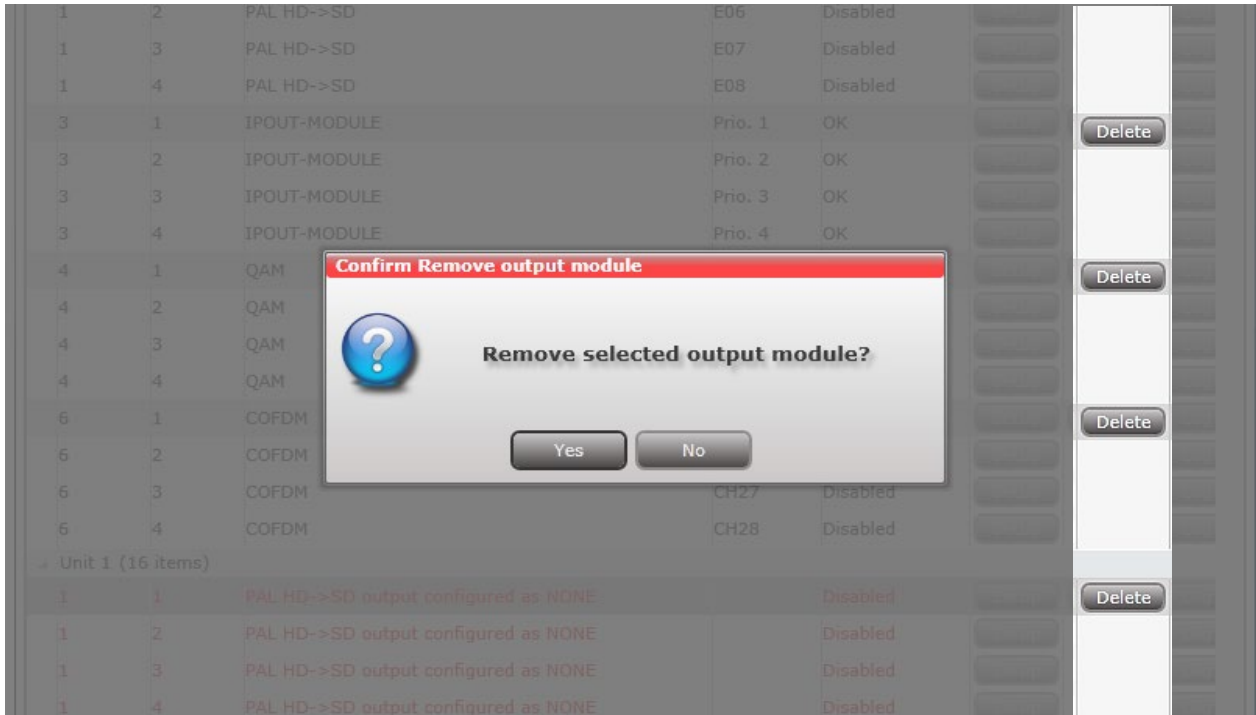 1 2 PAL HD->SD E06 Disabled
1 3 PAL HD->SD E07 Disabled
1 4 PAL HD->SD E08 Disabled
3 1 IPOUT-MODULE Prio. 1 OK Delete
3 2 IPOUT-MODULE Prio. 2 OK
3 3 IPOUT-MODULE Prio. 3 OK
3 4 IPOUT-MODULE Prio. 4 OK
Confirm Remove output module
4 1 QAM Delete
4 2 QAM
4 3 QAM
Remove selected output module?
4 4 QAM
6 1 COFDM Delete
6 2 COFDM
Yes No
6 3 COFDM CH27 Disabled
6 4 COFDM CH28 Disabled
Unit 1 (16 items)
1 1 PAL HD->SD output configured as NONE Disabled Delete
1 2 PAL HD->SD output configured as NONE Disabled
1 3 PAL HD->SD output configured as NONE Disabled
1 4 PAL HD->SD output configured as NONE Disabled